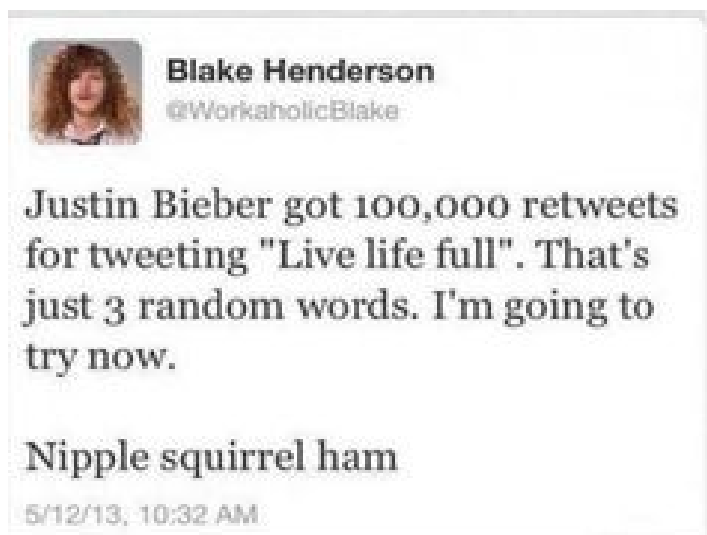 Blake Henderson
@WorkaholicBlake
Justin Bieber got 100,000 retweets
for tweeting "Live life full". That's
just 3 random words. I'm going to
try now.
Nipple squirrel ham
5/12/13, 10:32 AM